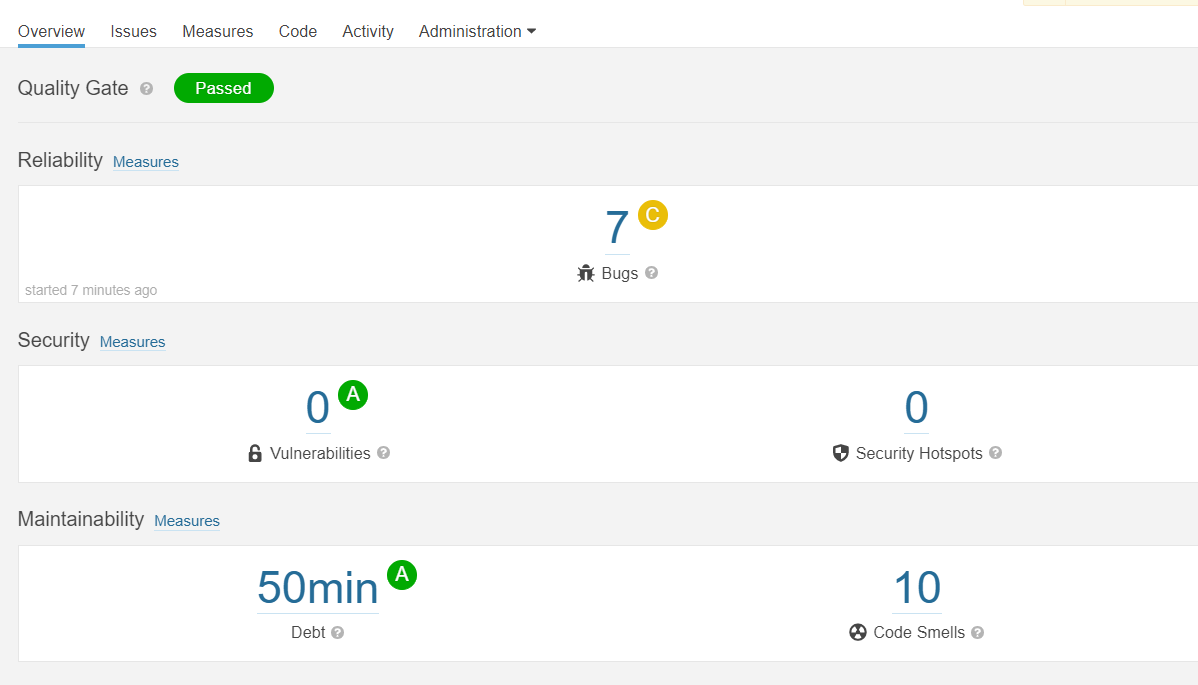 Overview Issues Measures Code Activity Administration
Quality Gate ? Passed
Reliability Measures
7 C
Bugs ?
started 7 minutes ago
Security Measures
0 A 0
Vulnerabilities ? Security Hotspots ?
Maintainability Measures
50min A 10
Debt ? Code Smells ?